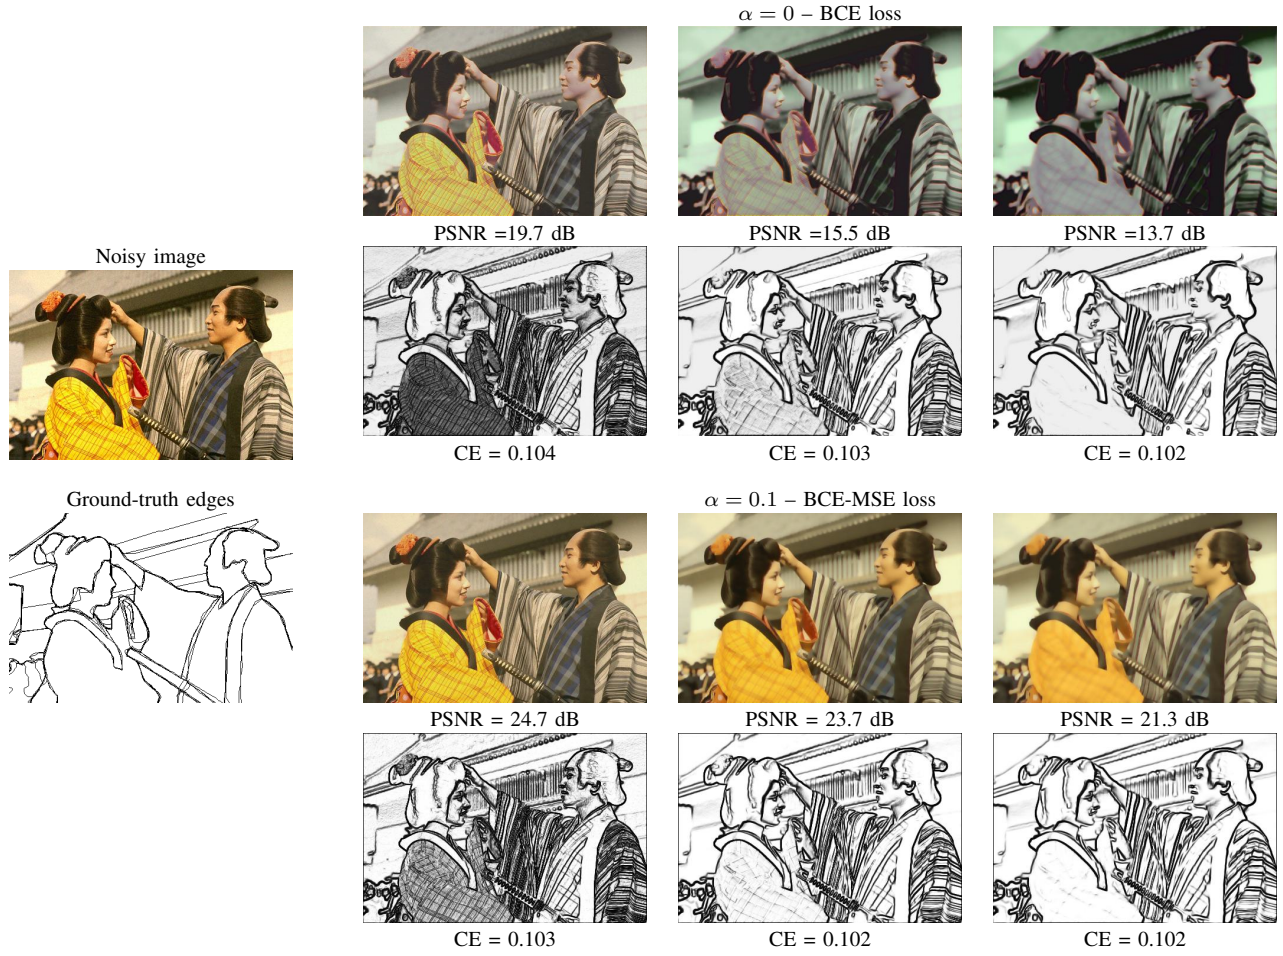 α = 0 – BCE loss
PSNR =19.7 dB
PSNR =15.5 dB
PSNR =13.7 dB
Noisy image
CE = 0.104
CE = 0.103
CE = 0.102
Ground-truth edges
α = 0.1 – BCE-MSE loss
PSNR = 24.7 dB
PSNR = 23.7 dB
PSNR = 21.3 dB
CE = 0.103
CE = 0.102
CE = 0.102